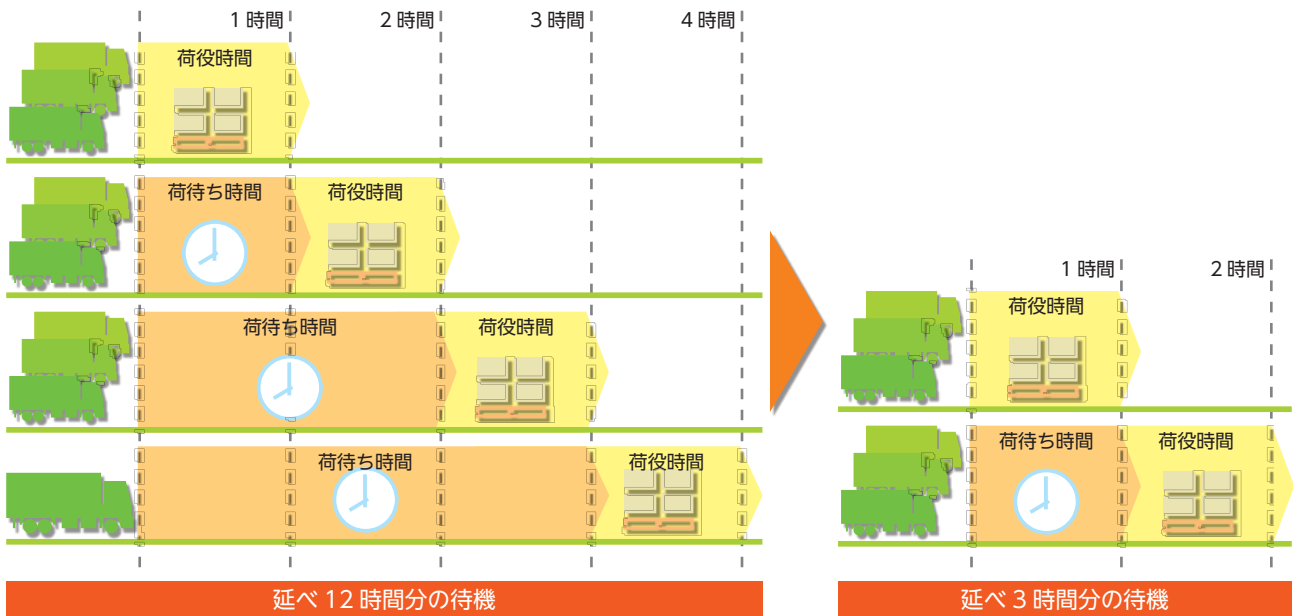 1 時間
2 時間
3 時間
4 時間
荷役時間
荷待ち時間
荷役時間
荷待ち時間
荷役時間
荷待ち時間
荷役時間
延べ 12 時間分の待機
1 時間
2 時間
荷役時間
荷待ち時間
荷役時間
延べ 3 時間分の待機